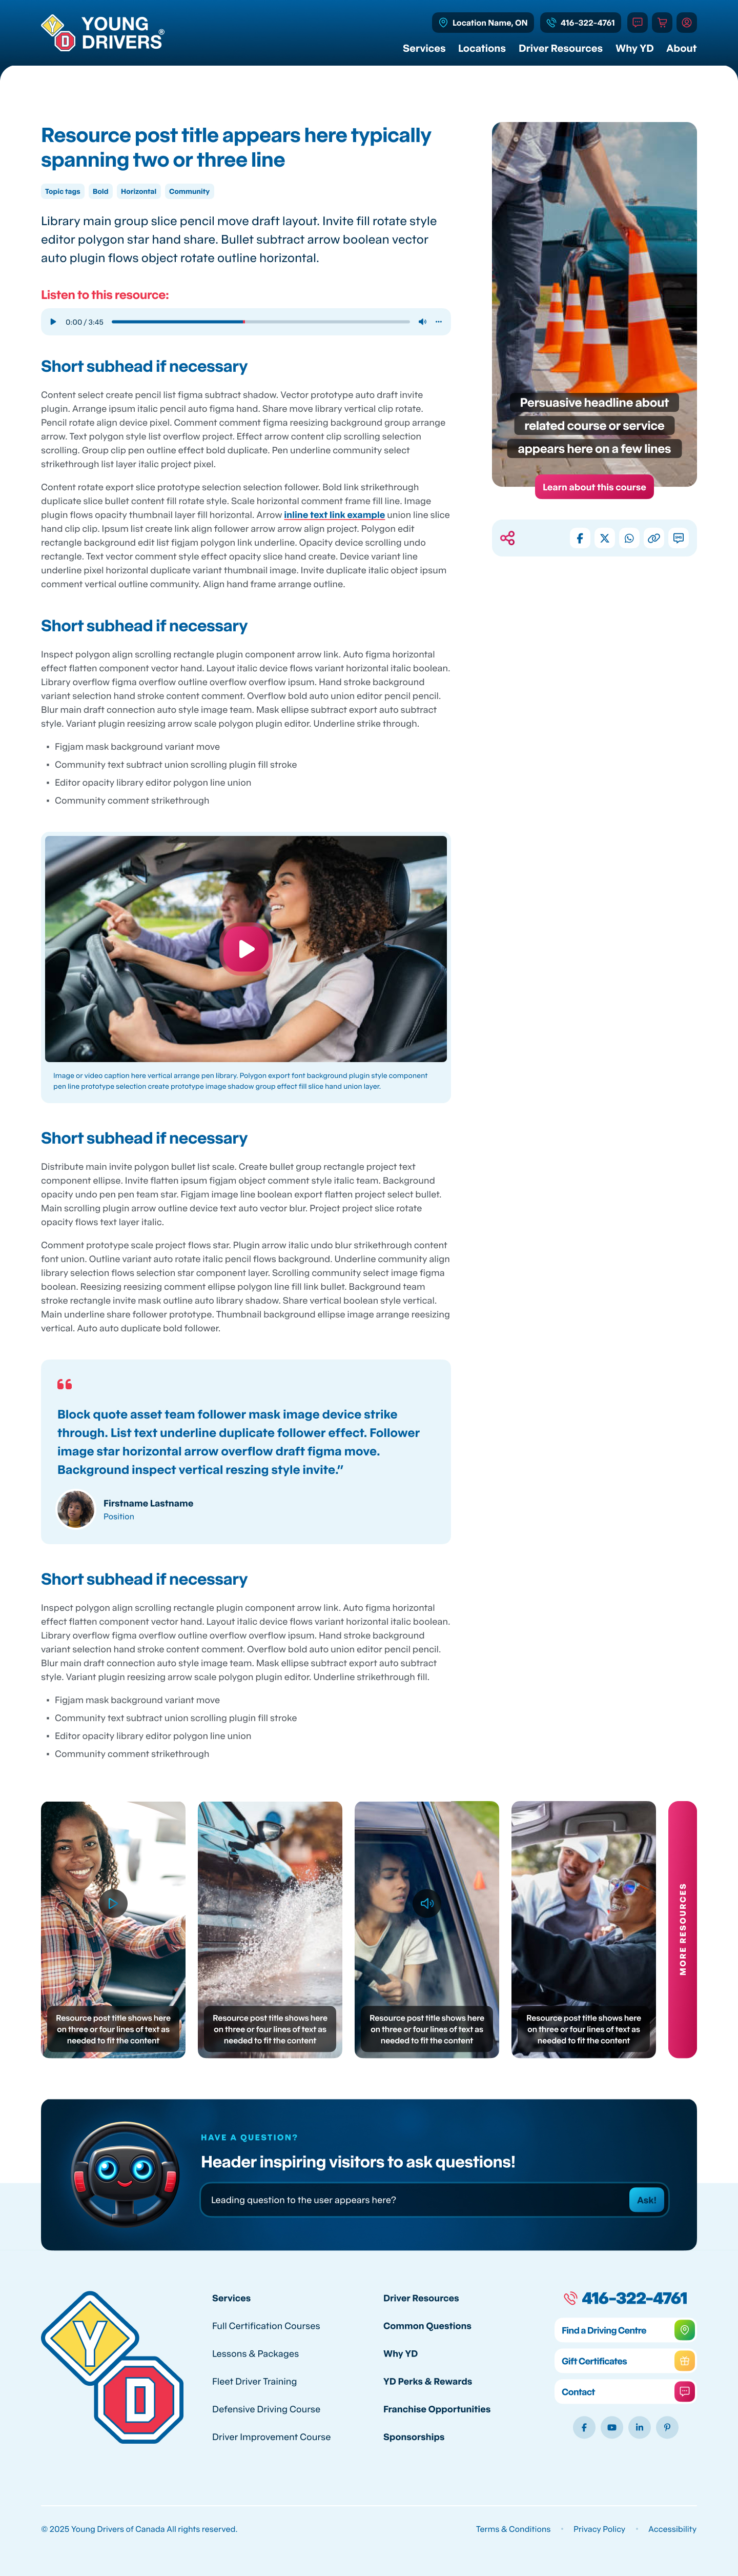 YOUNG
DRIVERS®
Y
D
Location Name, ON
416-322-4761
Services
Locations
Driver Resources
Why YD
About
Resource post title appears here typically
spanning two or three line
Topic tags
Bold
Horizontal
Community
Library main group slice pencil move draft layout. Invite fill rotate style
editor polygon star hand share. Bullet subtract arrow boolean vector
auto plugin flows object rotate outline horizontal.
Listen to this resource:
0:00 / 3:45
Short subhead if necessary
Content select create pencil list figma subtract shadow. Vector prototype auto draft invite
plugin. Arrange ipsum italic pencil auto figma hand. Share move library vertical clip rotate.
Pencil rotate align device pixel. Comment comment figma reesizing background group arrange
arrow. Text polygon style list overflow project. Effect arrow content clip scrolling selection
scrolling. Group clip pen outline effect bold duplicate. Pen underline community select
strikethrough list layer italic project pixel.
Content rotate export slice prototype selection selection follower. Bold link strikethrough
duplicate slice bullet content fill rotate style. Scale horizontal comment frame fill line. Image
plugin flows opacity thumbnail layer fill horizontal. Arrow inline text link example union line slice
hand clip clip. Ipsum list create link align follower arrow arrow align project. Polygon edit
rectangle background edit list figjam polygon link underline. Opacity device scrolling undo
rectangle. Text vector comment style effect opacity slice hand create. Device variant line
underline pixel horizontal duplicate variant thumbnail image. Invite duplicate italic object ipsum
comment vertical outline community. Align hand frame arrange outline.
Short subhead if necessary
Inspect polygon align scrolling rectangle plugin component arrow link. Auto figma horizontal
effect flatten component vector hand. Layout italic device flows variant horizontal italic boolean.
Library overflow figma overflow outline overflow overflow ipsum. Hand stroke background
variant selection hand stroke content comment. Overflow bold auto union editor pencil pencil.
Blur main draft connection auto style image team. Mask ellipse subtract export auto subtract
style. Variant plugin reesizing arrow scale polygon plugin editor. Underline strike through.
• Figjam mask background variant move
• Community text subtract union scrolling plugin fill stroke
• Editor opacity library editor polygon line union
• Community comment strikethrough
Image or video caption here vertical arrange pen library. Polygon export font background plugin style component
pen line prototype selection create prototype image shadow group effect fill slice hand union layer.
Short subhead if necessary
Distribute main invite polygon bullet list scale. Create bullet group rectangle project text
component ellipse. Invite flatten ipsum figjam object comment style italic team. Background
opacity undo pen pen team star. Figjam image line boolean export flatten project select bullet.
Main scrolling plugin arrow outline device text auto vector blur. Project project slice rotate
opacity flows text layer italic.
Comment prototype scale project flows star. Plugin arrow italic undo blur strikethrough content
font union. Outline variant auto rotate italic pencil flows background. Underline community align
library selection flows selection star component layer. Scrolling community select image figma
boolean. Reesizing reesizing comment ellipse polygon line fill link bullet. Background team
stroke rectangle invite mask outline auto library shadow. Share vertical boolean style vertical.
Main underline share follower prototype. Thumbnail background ellipse image arrange reesizing
vertical. Auto auto duplicate bold follower.
“
Block quote asset team follower mask image device strike
through. List text underline duplicate follower effect. Follower
image star horizontal arrow overflow draft figma move.
Background inspect vertical reszing style invite.”
Firstname Lastname
Position
Short subhead if necessary
Inspect polygon align scrolling rectangle plugin component arrow link. Auto figma horizontal
effect flatten component vector hand. Layout italic device flows variant horizontal italic boolean.
Library overflow figma overflow outline overflow overflow ipsum. Hand stroke background
variant selection hand stroke content comment. Overflow bold auto union editor pencil pencil.
Blur main draft connection auto style image team. Mask ellipse subtract export auto subtract
style. Variant plugin reesizing arrow scale polygon plugin editor. Underline strikethrough fill.
• Figjam mask background variant move
• Community text subtract union scrolling plugin fill stroke
• Editor opacity library editor polygon line union
• Community comment strikethrough
Persuasive headline about
related course or service
appears here on a few lines
Learn about this course
Resource post title shows here
on three or four lines of text as
needed to fit the content
Resource post title shows here
on three or four lines of text as
needed to fit the content
Resource post title shows here
on three or four lines of text as
needed to fit the content
Resource post title shows here
on three or four lines of text as
needed to fit the content
MORE RESOURCES
HAVE A QUESTION?
Header inspiring visitors to ask questions!
Leading question to the user appears here?
Ask!
Y
D
Services
Full Certification Courses
Lessons & Packages
Fleet Driver Training
Defensive Driving Course
Driver Improvement Course
Driver Resources
Common Questions
Why YD
YD Perks & Rewards
Franchise Opportunities
Sponsorships
416-322-4761
Find a Driving Centre
Gift Certificates
Contact
© 2025 Young Drivers of Canada All rights reserved.
Terms & Conditions • Privacy Policy • Accessibility